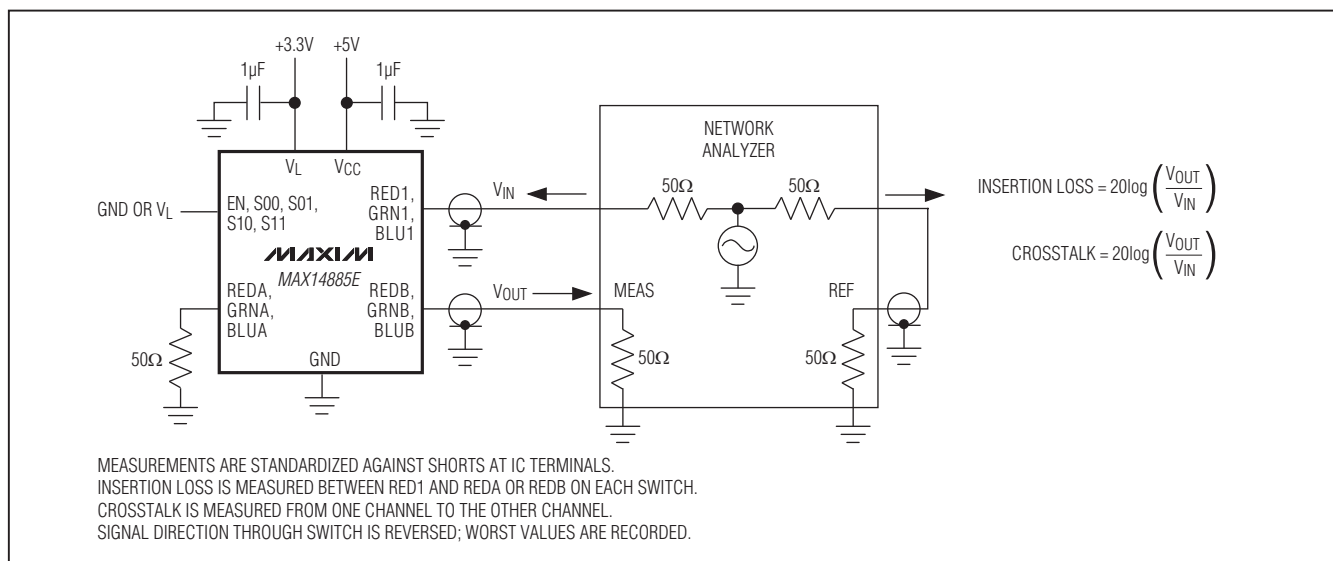 +3.3V
+5V
1µF
1µF
VL
VCC
GND OR VL
EN, S00, S01,
S10, S11
RED1,
GRN1,
BLU1
MAXIM
MAX14885E
REDA,
GRNA,
BLUA
REDB,
GRNB,
BLUB
GND
50Ω
VIN
VOUT
NETWORK
ANALYZER
50Ω
50Ω
MEAS
REF
50Ω
50Ω
INSERTION LOSS = 20log(VOUT/VIN)
CROSSTALK = 20log(VOUT/VIN)
MEASUREMENTS ARE STANDARDIZED AGAINST SHORTS AT IC TERMINALS.
INSERTION LOSS IS MEASURED BETWEEN RED1 AND REDA OR REDB ON EACH SWITCH.
CROSSTALK IS MEASURED FROM ONE CHANNEL TO THE OTHER CHANNEL.
SIGNAL DIRECTION THROUGH SWITCH IS REVERSED; WORST VALUES ARE RECORDED.